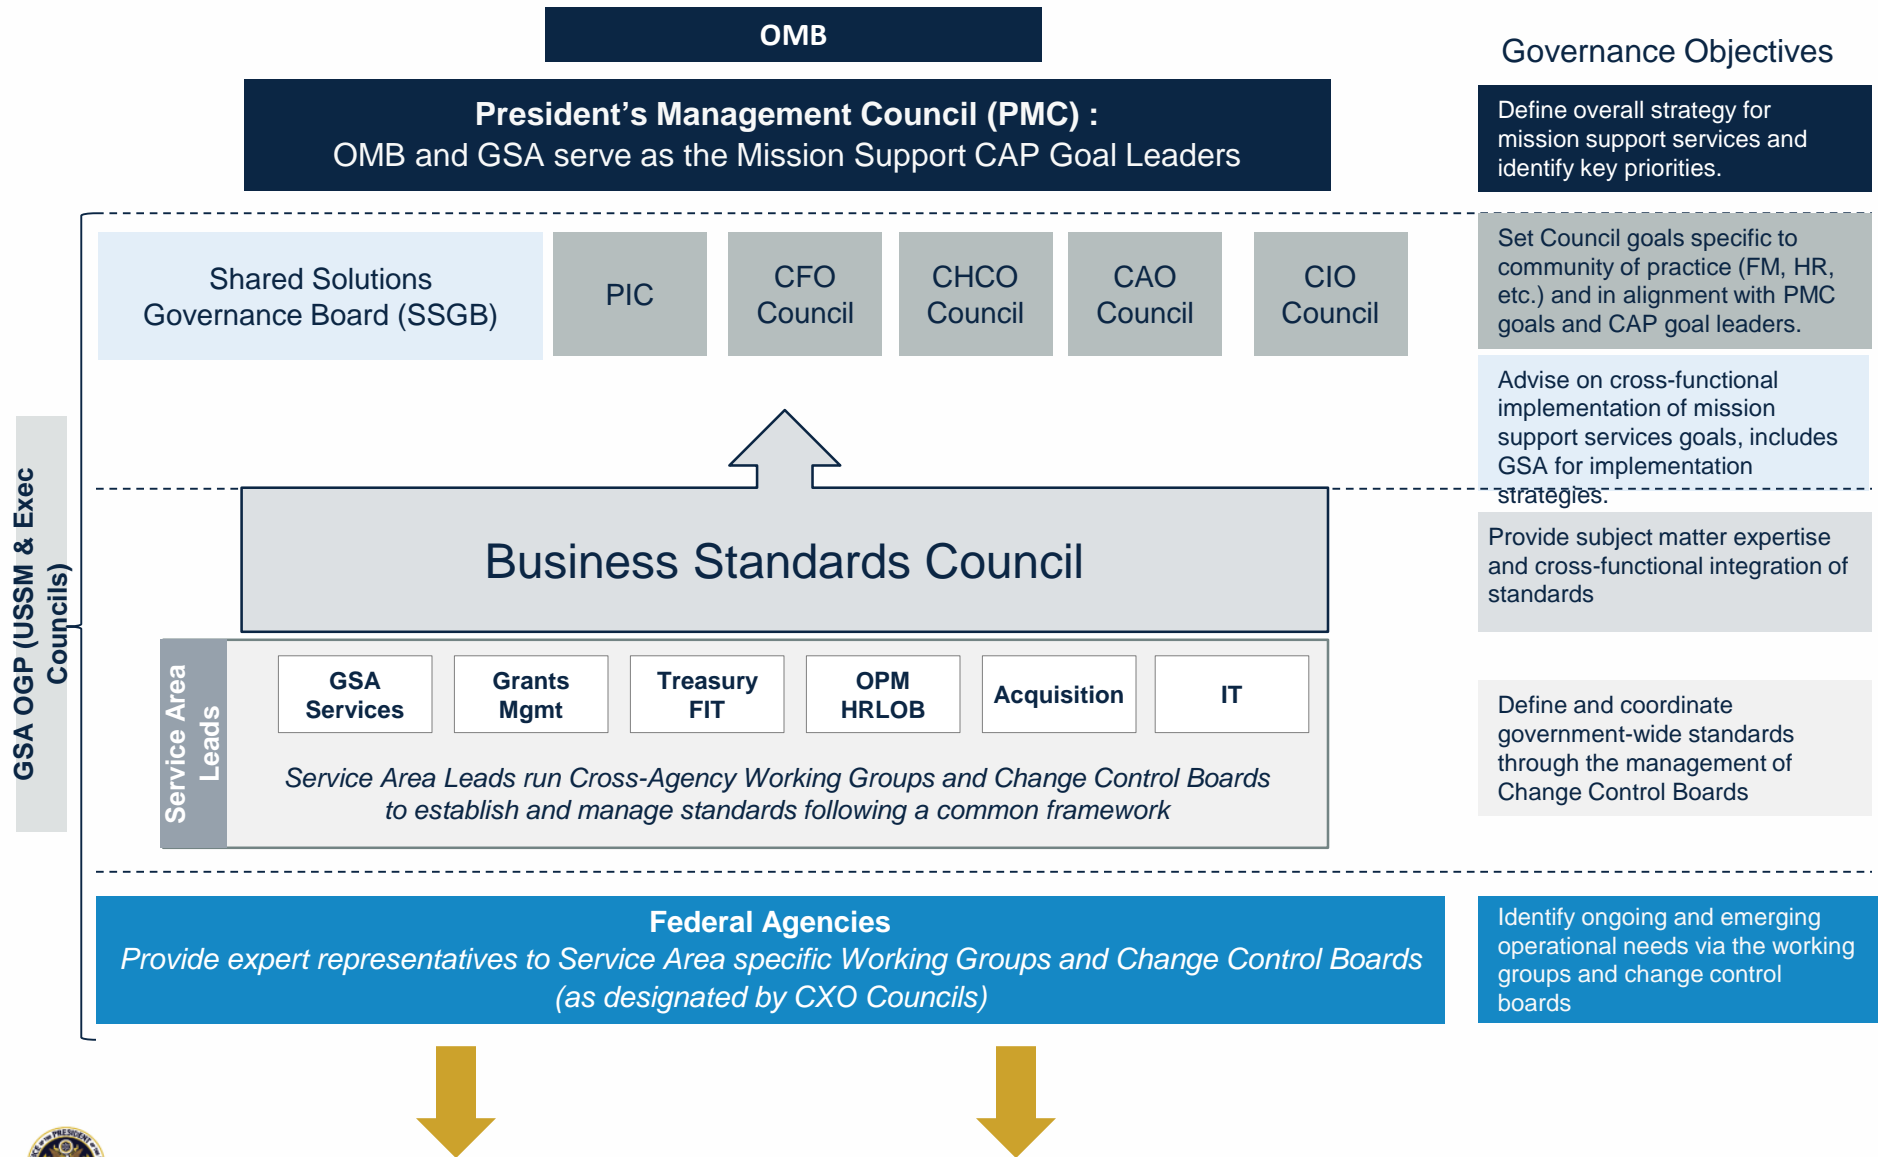 OMB
Governance Objectives
President’s Management Council (PMC) :
OMB and GSA serve as the Mission Support CAP Goal Leaders
Define overall strategy for
mission support services and
identify key priorities.
Shared Solutions
Governance Board (SSGB)
PIC
CFO
Council
CHCO
Council
CAO
Council
CIO
Council
Set Council goals specific to
community of practice (FM, HR,
etc.) and in alignment with PMC
goals and CAP goal leaders.
Advise on cross-functional
implementation of mission
support services goals, includes
GSA for implementation
strategies.
GSA OGP (USSM & Exec
Councils)
Business Standards Council
Provide subject matter expertise
and cross-functional integration of
standards
Service Area
Leads
GSA
Services
Grants
Mgmt
Treasury
FIT
OPM
HRLOB
Acquisition
IT
Service Area Leads run Cross-Agency Working Groups and Change Control Boards
to establish and manage standards following a common framework
Define and coordinate
government-wide standards
through the management of
Change Control Boards
Federal Agencies
Provide expert representatives to Service Area specific Working Groups and Change Control Boards
(as designated by CXO Councils)
Identify ongoing and emerging
operational needs via the working
groups and change control
boards